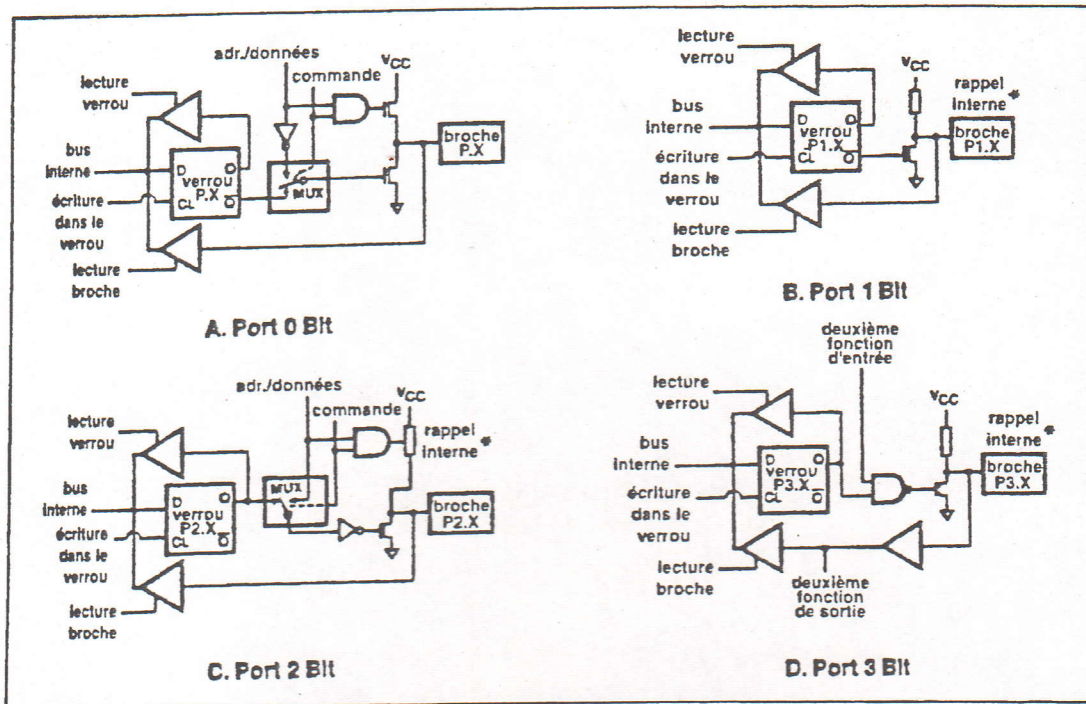 adr./données
commande
VCC
lecture
verrou
bus
interne
écriture
dans le
verrou
lecture
broche
D
Q
verrou
P.X
CL
Q
MUX
broche
P.X
A. Port 0 Bit
lecture
verrou
bus
interne
écriture
dans le
verrou
lecture
broche
D
Q
verrou
P1.X
CL
Q
VCC
rappel
interne*
broche
P1.X
B. Port 1 Bit
adr./données
commande
VCC
rappel
interne*
lecture
verrou
bus
interne
écriture
dans le
verrou
lecture
broche
D
Q
verrou
P2.X
CL
Q
MUX
broche
P2.X
C. Port 2 Bit
deuxième
fonction
d'entrée
VCC
rappel
interne*
lecture
verrou
bus
interne
écriture
dans le
verrou
lecture
broche
D
Q
verrou
P3.X
CL
Q
broche
P3.X
deuxième
fonction
de sortie
D. Port 3 Bit